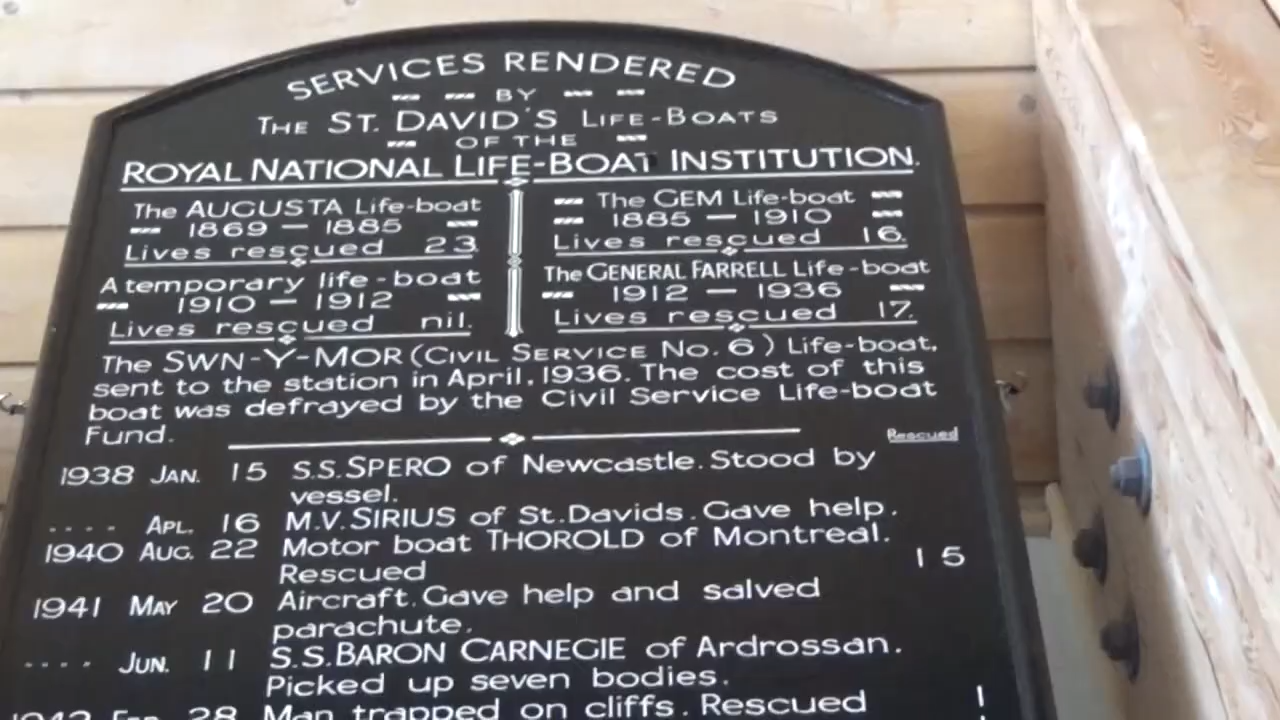 SERVICES RENDERED
BY
THE ST. DAVID'S LIFE-BOATS
OF THE
ROYAL NATIONAL LIFE-BOAT INSTITUTION.
The AUGUSTA Life-boat
1869 — 1885
Lives rescued 23.
The GEM Life-boat
1885 — 1910
Lives rescued 16.
A temporary life-boat
1910 — 1912
Lives rescued nil.
The GENERAL FARRELL Life-boat
1912 — 1936
Lives rescued 17.
The SWN-Y-MOR (CIVIL SERVICE No. 6) Life-boat,
sent to the station in April, 1936. The cost of this
boat was defrayed by the Civil Service Life-boat
Fund.
Rescued
1938 JAN. 15 S.S. SPERO of Newcastle. Stood by
vessel.
.... APL. 16 M.V. SIRIUS of St. Davids. Gave help.
1940 AUG. 22 Motor boat THOROLD of Montreal.
Rescued 15
1941 MAY 20 Aircraft. Gave help and salved
parachute.
.... JUN. 11 S.S. BARON CARNEGIE of Ardrossan.
Picked up seven bodies.
1942 FEB. 28 Man trapped on cliffs. Rescued 1